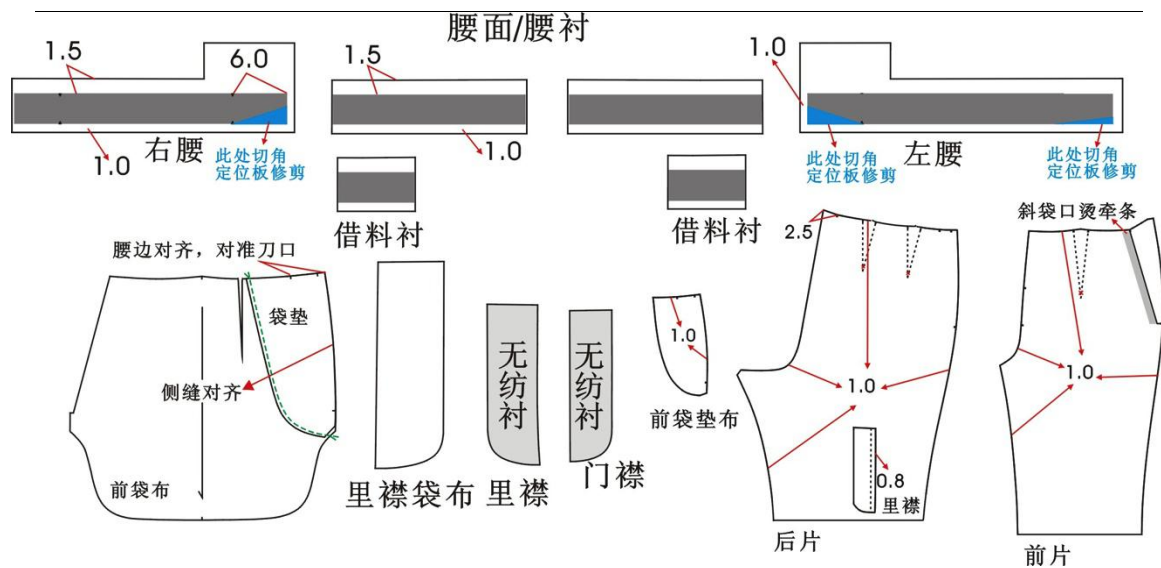 腰面/腰衬
1.5
6.0
1.5
1.0
1.0
右腰
此处切角
定位板修剪
1.0
此处切角
定位板修剪
左腰
此处切角
定位板修剪
借料衬
借料衬
2.5
斜袋口烫牵条
腰边对齐，对准刀口
袋垫
侧缝对齐
前袋布
里襟袋布
无纺衬
里襟
无纺衬
门襟
1.0
前袋垫布
1.0
0.8
里襟
后片
1.0
前片